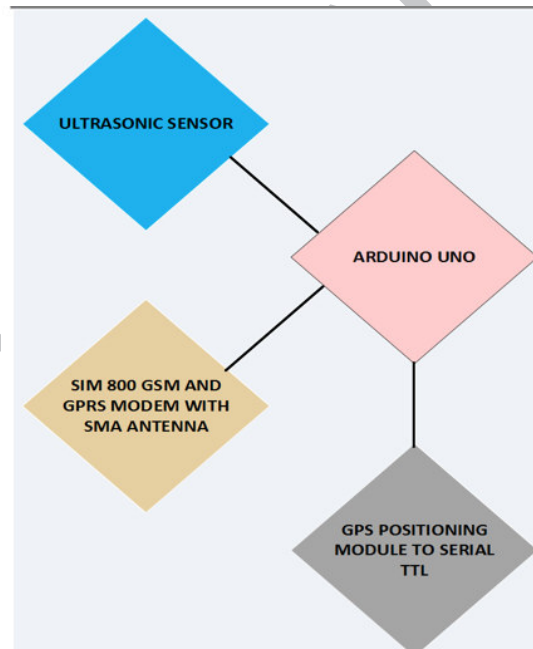 ULTRASONIC SENSOR
ARDUINO UNO
SIM 800 GSM AND
GPRS MODEM WITH
SMA ANTENNA
GPS POSITIONING
MODULE TO SERIAL
TTL